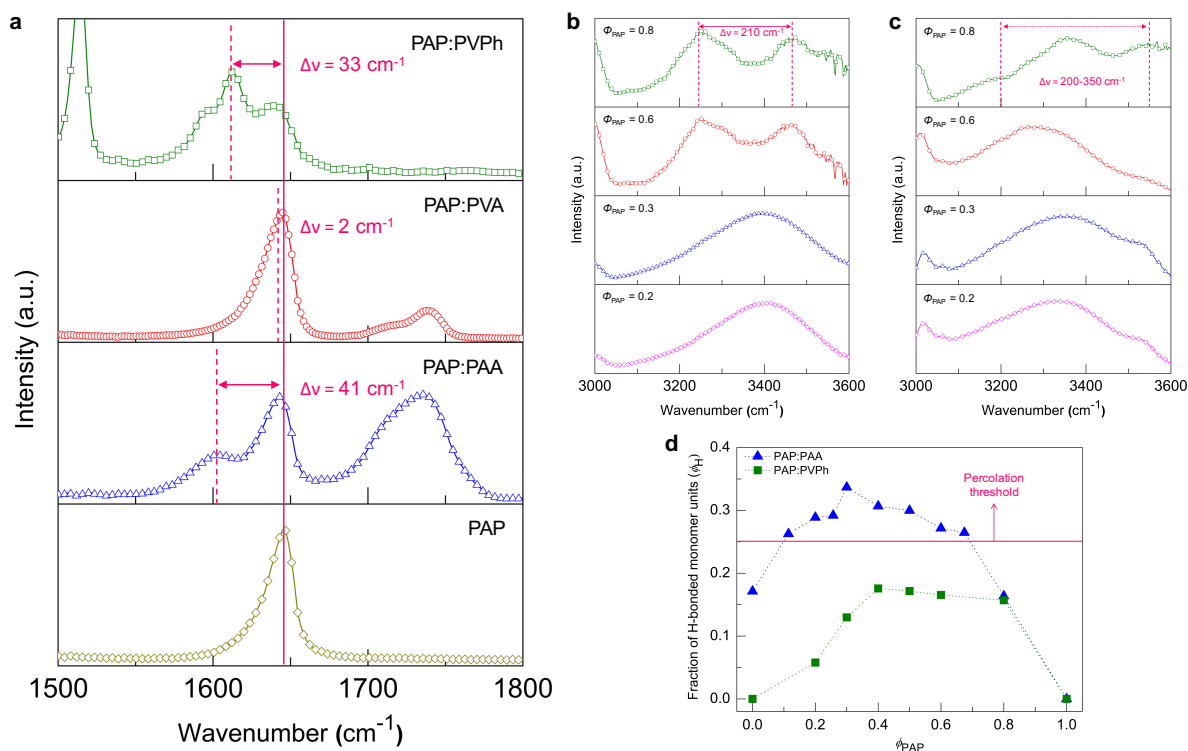 a
PAP:PVPh
Δν = 33 cm⁻¹
PAP:PVA
Δν = 2 cm⁻¹
PAP:PAA
Δν = 41 cm⁻¹
PAP
1500 1600 1700 1800
Wavenumber (cm⁻¹)
Intensity (a.u.)
b
Φ_PAP = 0.8
Δν = 210 cm⁻¹
Φ_PAP = 0.6
Φ_PAP = 0.3
Φ_PAP = 0.2
3000 3200 3400 3600
Wavenumber (cm⁻¹)
Intensity (a.u.)
c
Φ_PAP = 0.8
Δν = 200-350 cm⁻¹
Φ_PAP = 0.6
Φ_PAP = 0.3
Φ_PAP = 0.2
3000 3200 3400 3600
Wavenumber (cm⁻¹)
Intensity (a.u.)
d
PAP:PAA
PAP:PVPh
Percolation
threshold
0.4
0.3
0.2
0.1
0.0
0.0 0.2 0.4 0.6 0.8 1.0
ϕ_PAP
Fraction of H-bonded monomer units (ϕ_H)